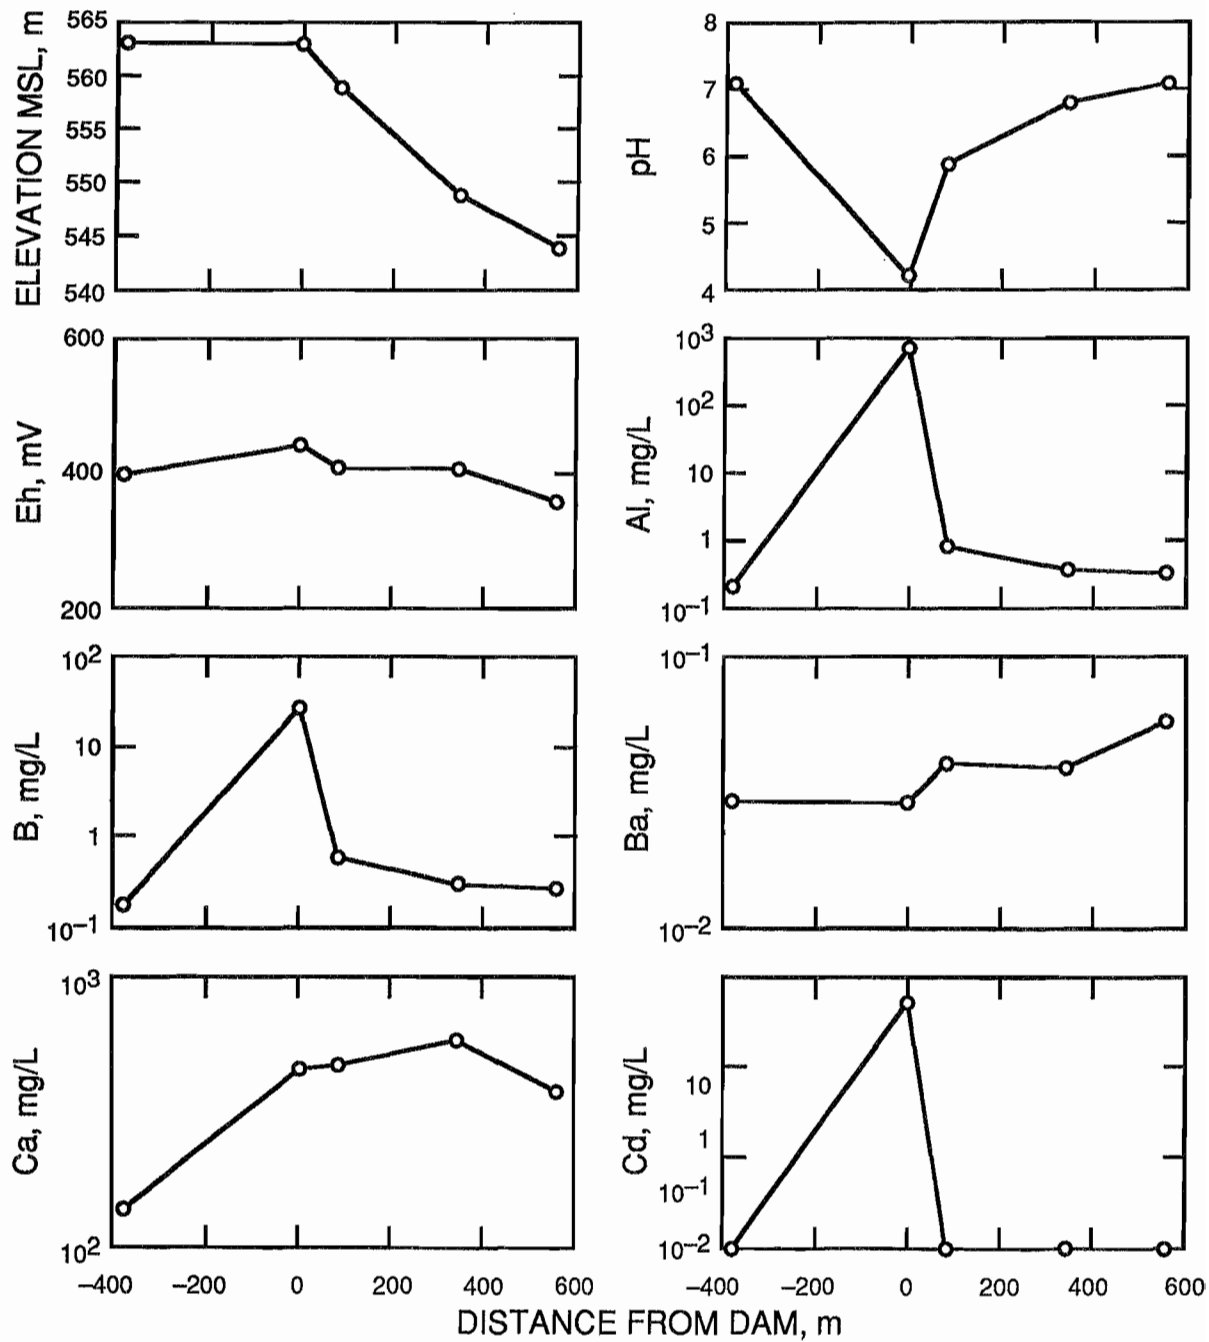 ELEVATION MSL, m
565
560
555
550
545
540
pH
8
7
6
5
4
Eh, mV
600
400
200
Al, mg/L
10³
10²
10
1
10⁻¹
B, mg/L
10²
10
1
10⁻¹
Ba, mg/L
10⁻¹
10⁻²
Ca, mg/L
10³
10²
–400 –200 0 200 400 600
Cd, mg/L
10
1
10⁻¹
10⁻²
–400 –200 0 200 400 600
DISTANCE FROM DAM, m